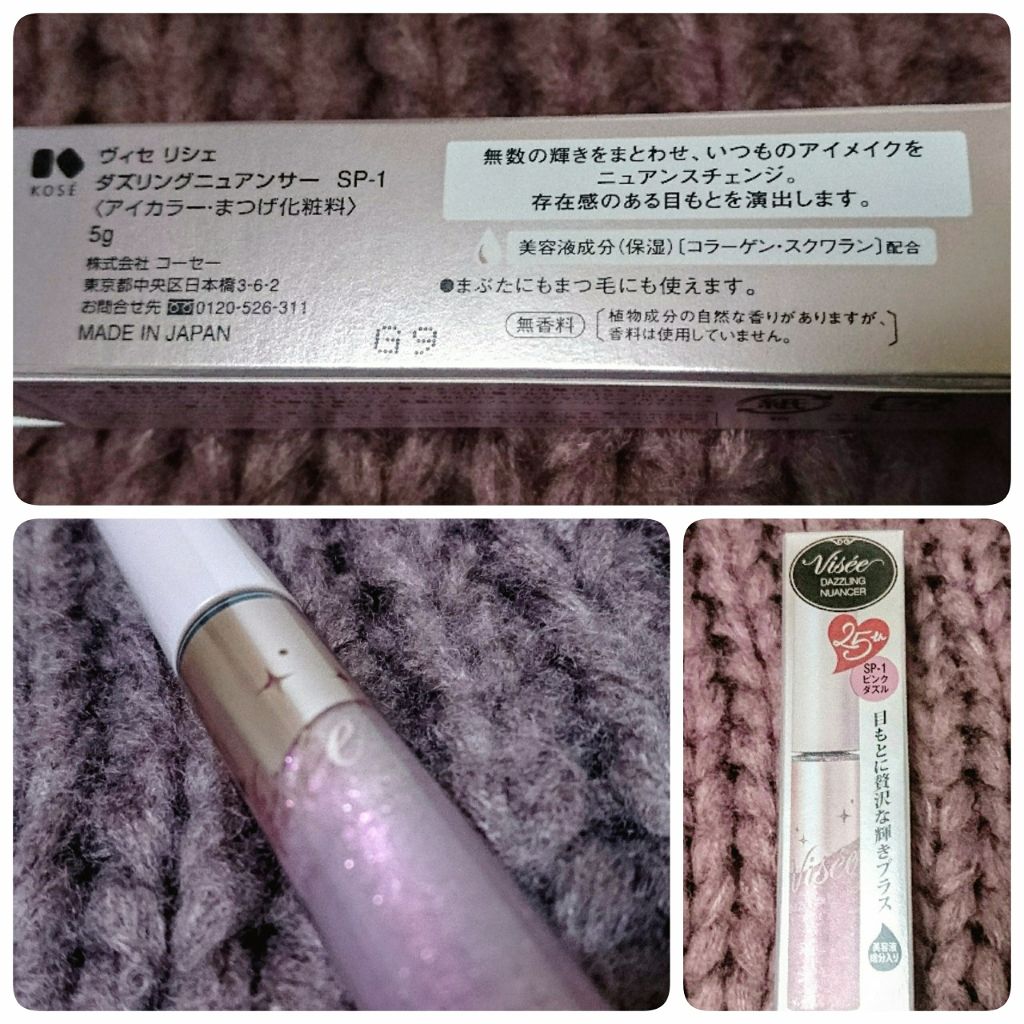 KOSÉ
ヴィセ リシェ
ダズリングニュアンサー SP-1
〈アイカラー・まつげ化粧料〉
5g
株式会社 コーセー
東京都中央区日本橋3-6-2
お問合せ先 0120-526-311
MADE IN JAPAN
G9
無数の輝きをまとわせ、いつものアイメイクを
ニュアンスチェンジ。
存在感のある目もとを演出します。
美容液成分(保湿)[コラーゲン・スクワラン]配合
●まぶたにもまつ毛にも使えます。
無香料
植物成分の自然な香りがありますが、
香料は使用していません。
e
Visée
DAZZLING
NUANCER
25th
SP-1
ピンク
ダズル
目もとに贅沢な輝きプラス
Visée
美容液
成分入り